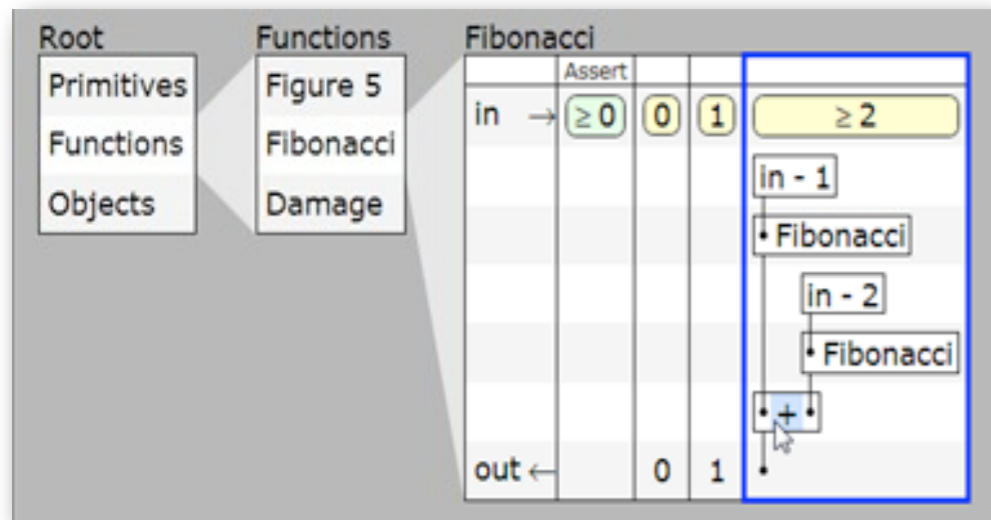 Root
Primitives
Functions
Objects
Functions
Figure 5
Fibonacci
Damage
Fibonacci
Assert
in → ≥ 0 0 1 ≥ 2
in - 1
• Fibonacci
in - 2
• Fibonacci
• + •
out ← 0 1 •